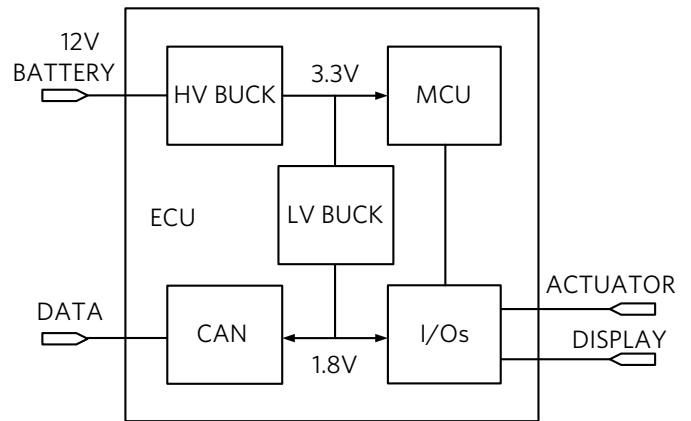 12V
BATTERY
HV BUCK
3.3V
MCU
LV BUCK
ECU
DATA
CAN
1.8V
I/Os
ACTUATOR
DISPLAY